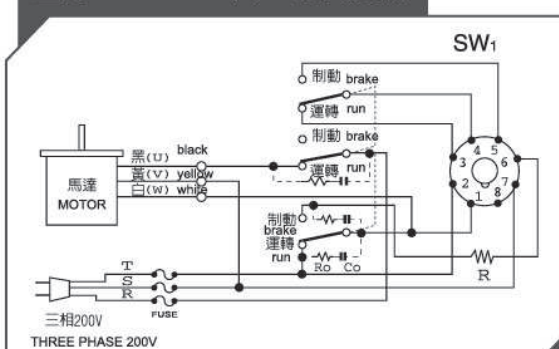 SW1
制動 brake
運轉 run
制動 brake
運轉 run
黑(U) black
黃(V) yellow
白(W) white
馬達
MOTOR
制動
brake
運轉
run
Ro Co
R
3 4 5 6
2 7
1 8
T
S
R
FUSE
三相200V
THREE PHASE 200V